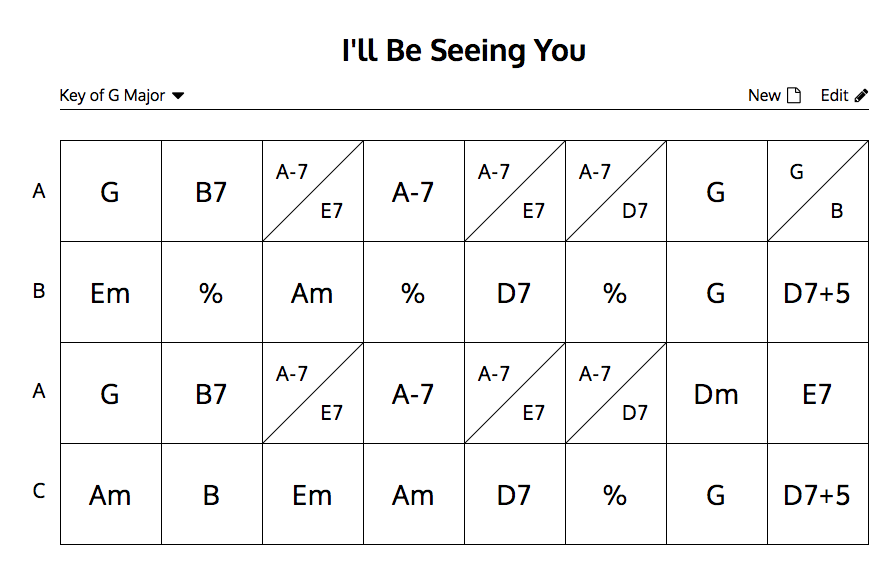 I'll Be Seeing You
Key of G Major New Edit
A G B7 A-7 E7 A-7 A-7 E7 A-7 D7 G G B
B Em % Am % D7 % G D7+5
A G B7 A-7 E7 A-7 A-7 E7 A-7 D7 Dm E7
C Am B Em Am D7 % G D7+5